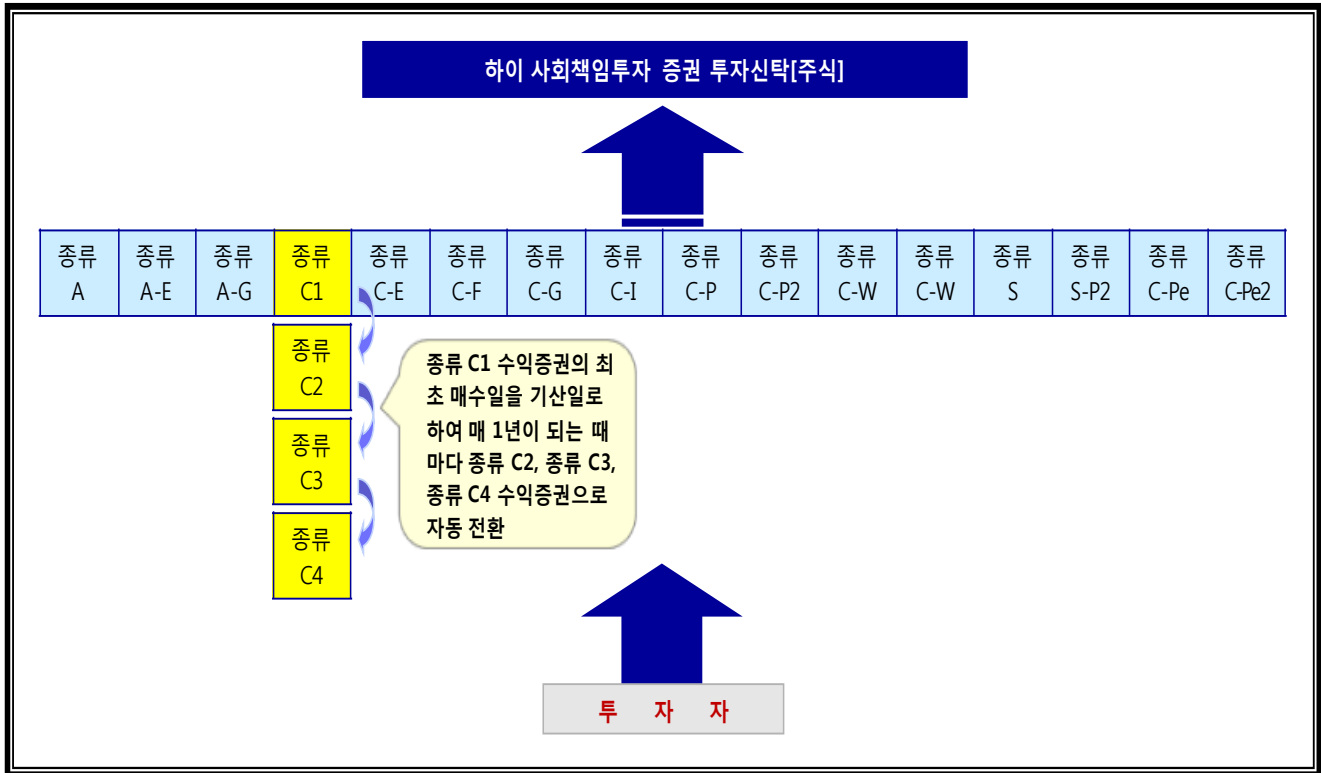 하이 사회책임투자 증권 투자신탁[주식]
종류 종류 종류 종류 종류 종류 종류 종류 종류 종류 종류 종류 종류 종류 종류 종류
A A-E A-G C1 C-E C-F C-G C-I C-P C-P2 C-W C-W S S-P2 C-Pe C-Pe2
종류
C2
종류
C3
종류
C4
종류 C1 수익증권의 최
초 매수일을 기산일로
하여 매 1년이 되는 때
마다 종류 C2, 종류 C3,
종류 C4 수익증권으로
자동 전환
투 자 자